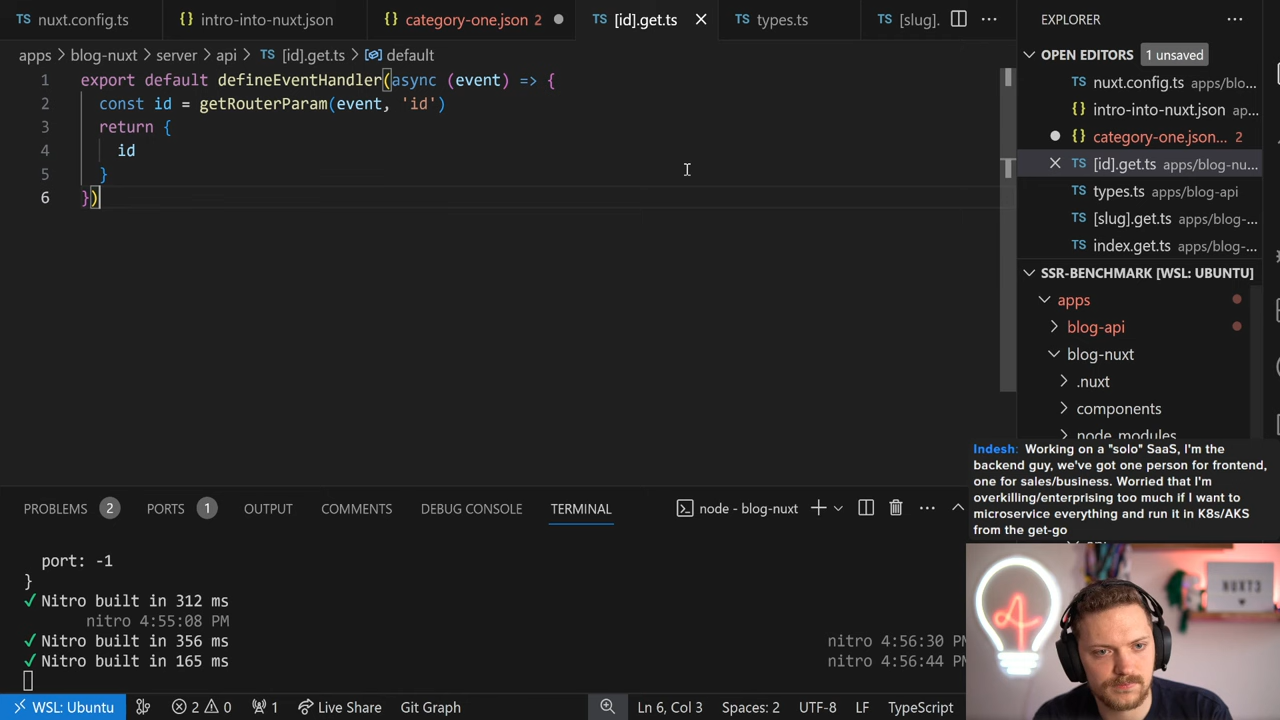 nuxt.config.ts
intro-into-nuxt.json
category-one.json 2
[id].get.ts
types.ts
[slug].
EXPLORER
apps > blog-nuxt > server > api > TS [id].get.ts > default
1 export default defineEventHandler(async (event) => {
2 const id = getRouterParam(event, 'id')
3 return {
4 id
5 }
6 })
OPEN EDITORS 1 unsaved
TS nuxt.config.ts apps/blo...
{} intro-into-nuxt.json ap...
{} category-one.json... 2
TS [id].get.ts apps/blog-nu...
TS types.ts apps/blog-api
TS [slug].get.ts apps/blog-...
TS index.get.ts apps/blog-...
SSR-BENCHMARK [WSL: UBUNTU]
apps
blog-api
blog-nuxt
.nuxt
components
node_modules
Indesh: Working on a "solo" SaaS, I'm the
backend guy, we've got one person for frontend,
one for sales/business. Worried that I'm
overkilling/enterprising too much if I want to
microservice everything and run it in K8s/AKS
from the get-go
PROBLEMS 2 PORTS 1 OUTPUT COMMENTS DEBUG CONSOLE TERMINAL node - blog-nuxt
port: -1
}
✓ Nitro built in 312 ms
nitro 4:55:08 PM
✓ Nitro built in 356 ms nitro 4:56:30 PM
✓ Nitro built in 165 ms nitro 4:56:44 PM
NUXT3
WSL: Ubuntu 2 0 1 Live Share Git Graph Ln 6, Col 3 Spaces: 2 UTF-8 LF TypeScript